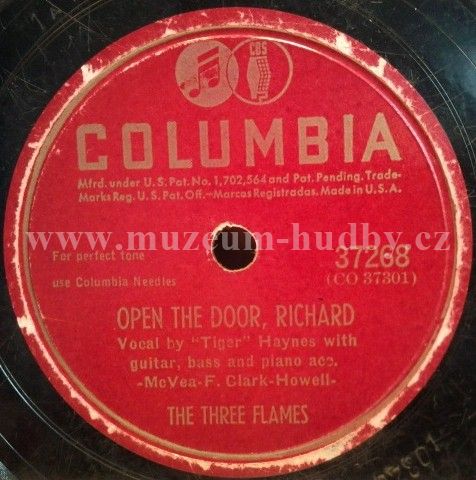 CBS
COLUMBIA
Mfrd. under U.S. Pat. No. 1,702,564 and Pat. Pending. Trade-
Marks Reg. U.S. Pat. Off.—Marcas Registradas. Made in U.S.A.
www.muzeum-hudby.cz
For perfect tone
use Columbia Needles
37268
(CO 37301)
OPEN THE DOOR, RICHARD
Vocal by "Tiger" Haynes with
guitar, bass and piano acc.
-McVea-F. Clark-Howell-
THE THREE FLAMES